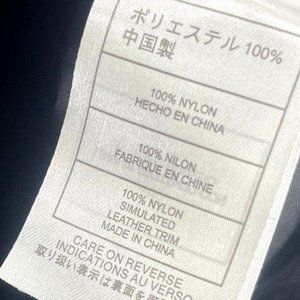 ポリエステル 100%
中国製
100% NYLON
HECHO EN CHINA
100% NILON
FABRIQUE EN CHINE
100% NYLON
SIMULATED
LEATHER TRIM
MADE IN CHINA
CARE ON REVERSE
INDICATIONS AU VERSO
取り扱い表示は裏面を